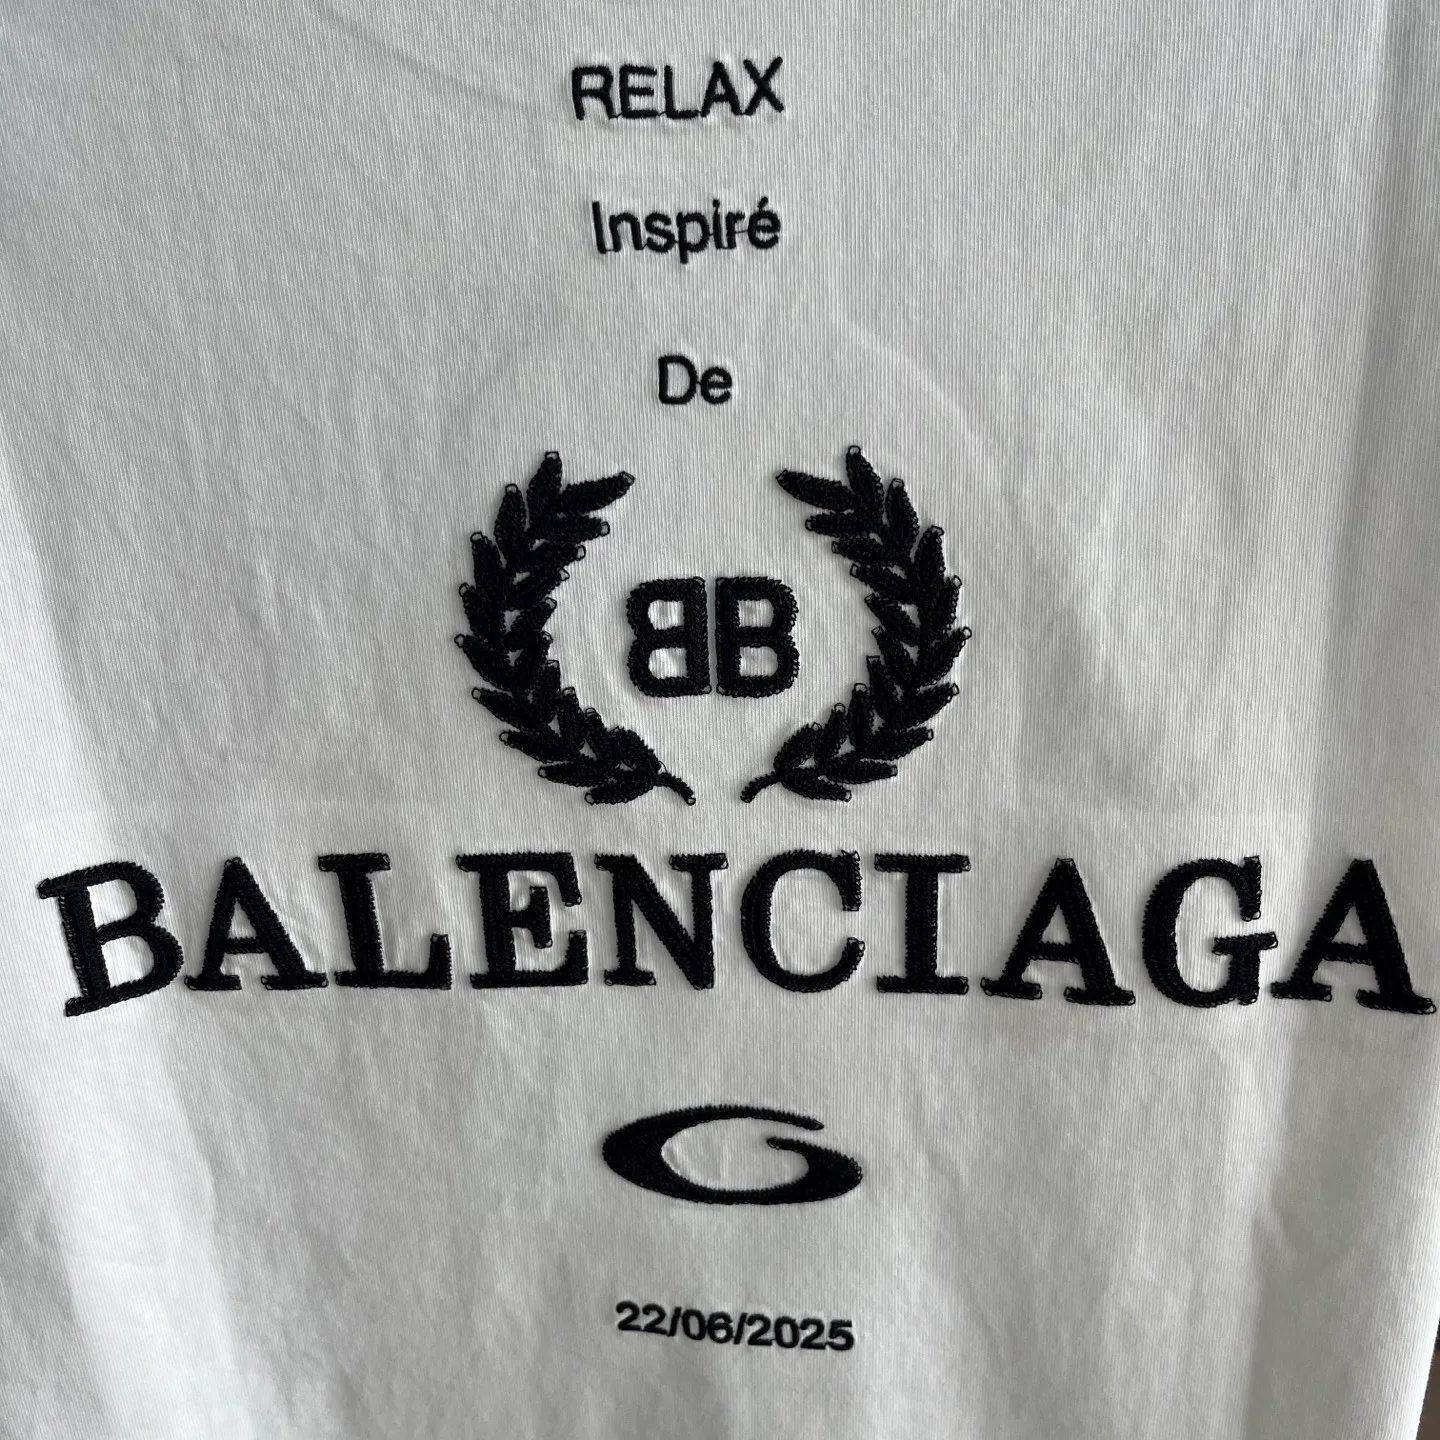 RELAX
Inspiré
De
BB
BALENCIAGA
G
22/06/2025